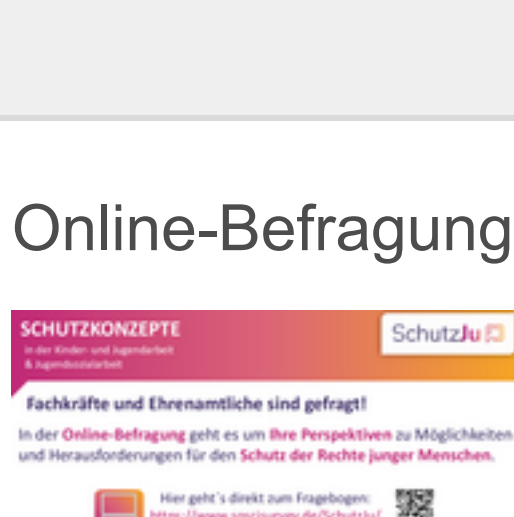 Online-Befragung
SCHUTZKONZEPTE
SchutzJu
in der Kinder- und Jugendarbeit
& Jugendsozialarbeit
Fachkräfte und Ehrenamtliche sind gefragt!
In der Online-Befragung geht es um Ihre Perspektiven zu Möglichkeiten
und Herausforderungen für den Schutz der Rechte junger Menschen.
Hier geht´s direkt zum Fragebogen: